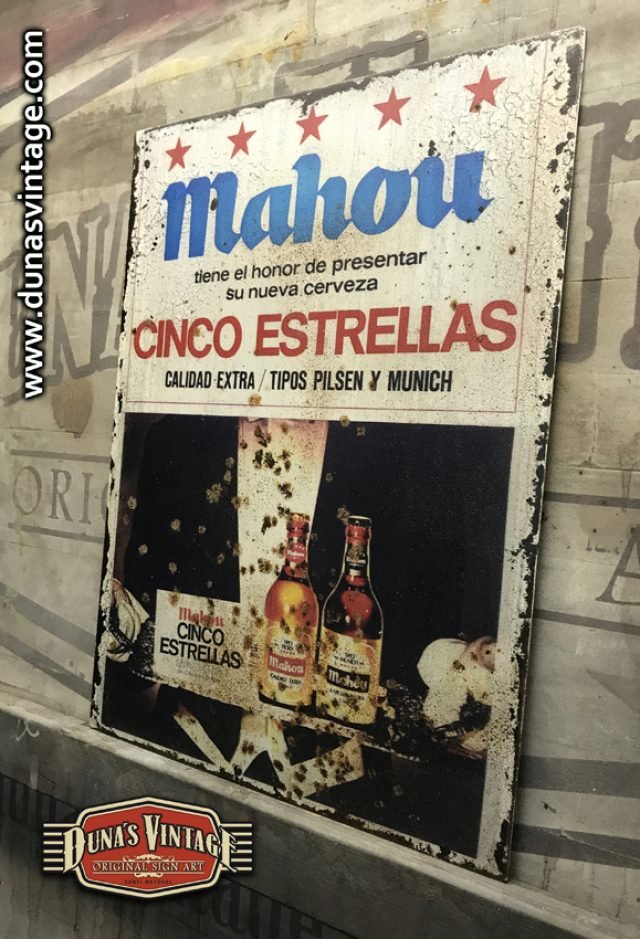 www.dunasvintage.com
Mahou
tiene el honor de presentar
su nueva cerveza
CINCO ESTRELLAS
CALIDAD EXTRA / TIPOS PILSEN Y MUNICH
Mahou
CINCO
ESTRELLAS
Mahou
Mahou
DUNA'S VINTAGE
ORIGINAL SIGN ART